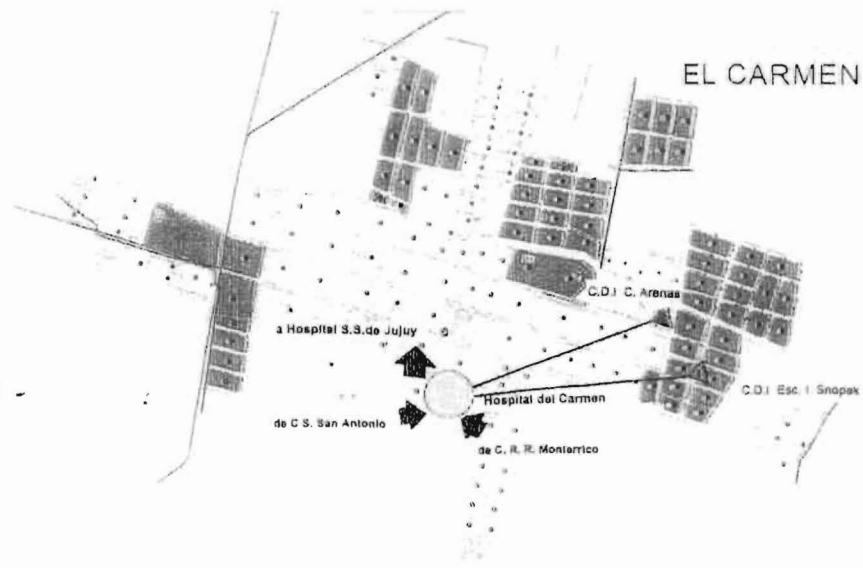 EL CARMEN
C.D.I. C. Arenas
a Hospital S.S.de Jujuy
C.D.I. Esc. I. Snopek
Hospital del Carmen
de C S. San Antonio
de C. R. R. Monterrico